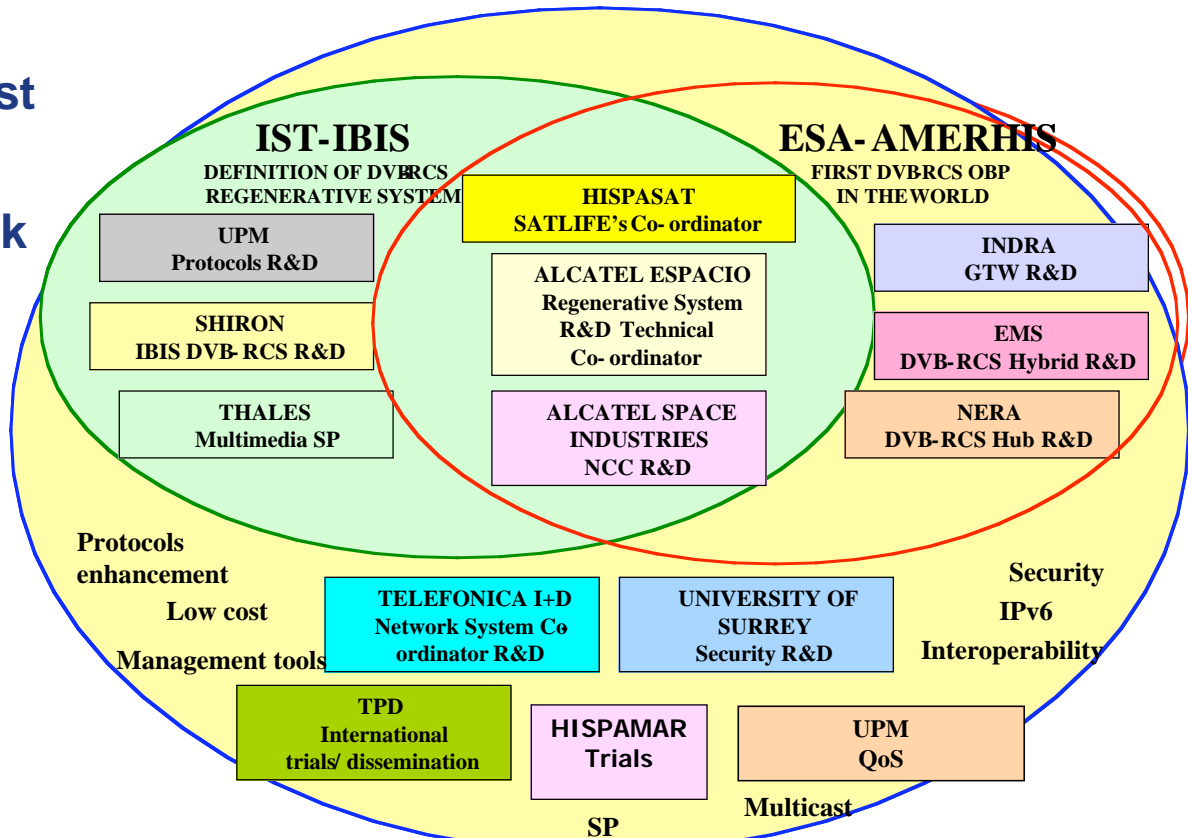 st
k
IST-IBIS
DEFINITION OF DVB-RCS
REGENERATIVE SYSTEM
ESA- AMERHIS
FIRST DVB-RCS OBP
IN THE WORLD
HISPASAT
SATLIFE's Co- ordinator
UPM
Protocols R&D
INDRA
GTW R&D
ALCATEL ESPACIO
Regenerative System
R&D Technical
Co- ordinator
SHIRON
IBIS DVB- RCS R&D
EMS
DVB- RCS Hybrid R&D
THALES
Multimedia SP
ALCATEL SPACE
INDUSTRIES
NCC R&D
NERA
DVB- RCS Hub R&D
Protocols
enhancement
Low cost
Management tools
TELEFONICA I+D
Network System Co-
ordinator R&D
UNIVERSITY OF
SURREY
Security R&D
Security
IPv6
Interoperability
TPD
International
trials/ dissemination
HISPAMAR
Trials
UPM
QoS
Multicast
SP